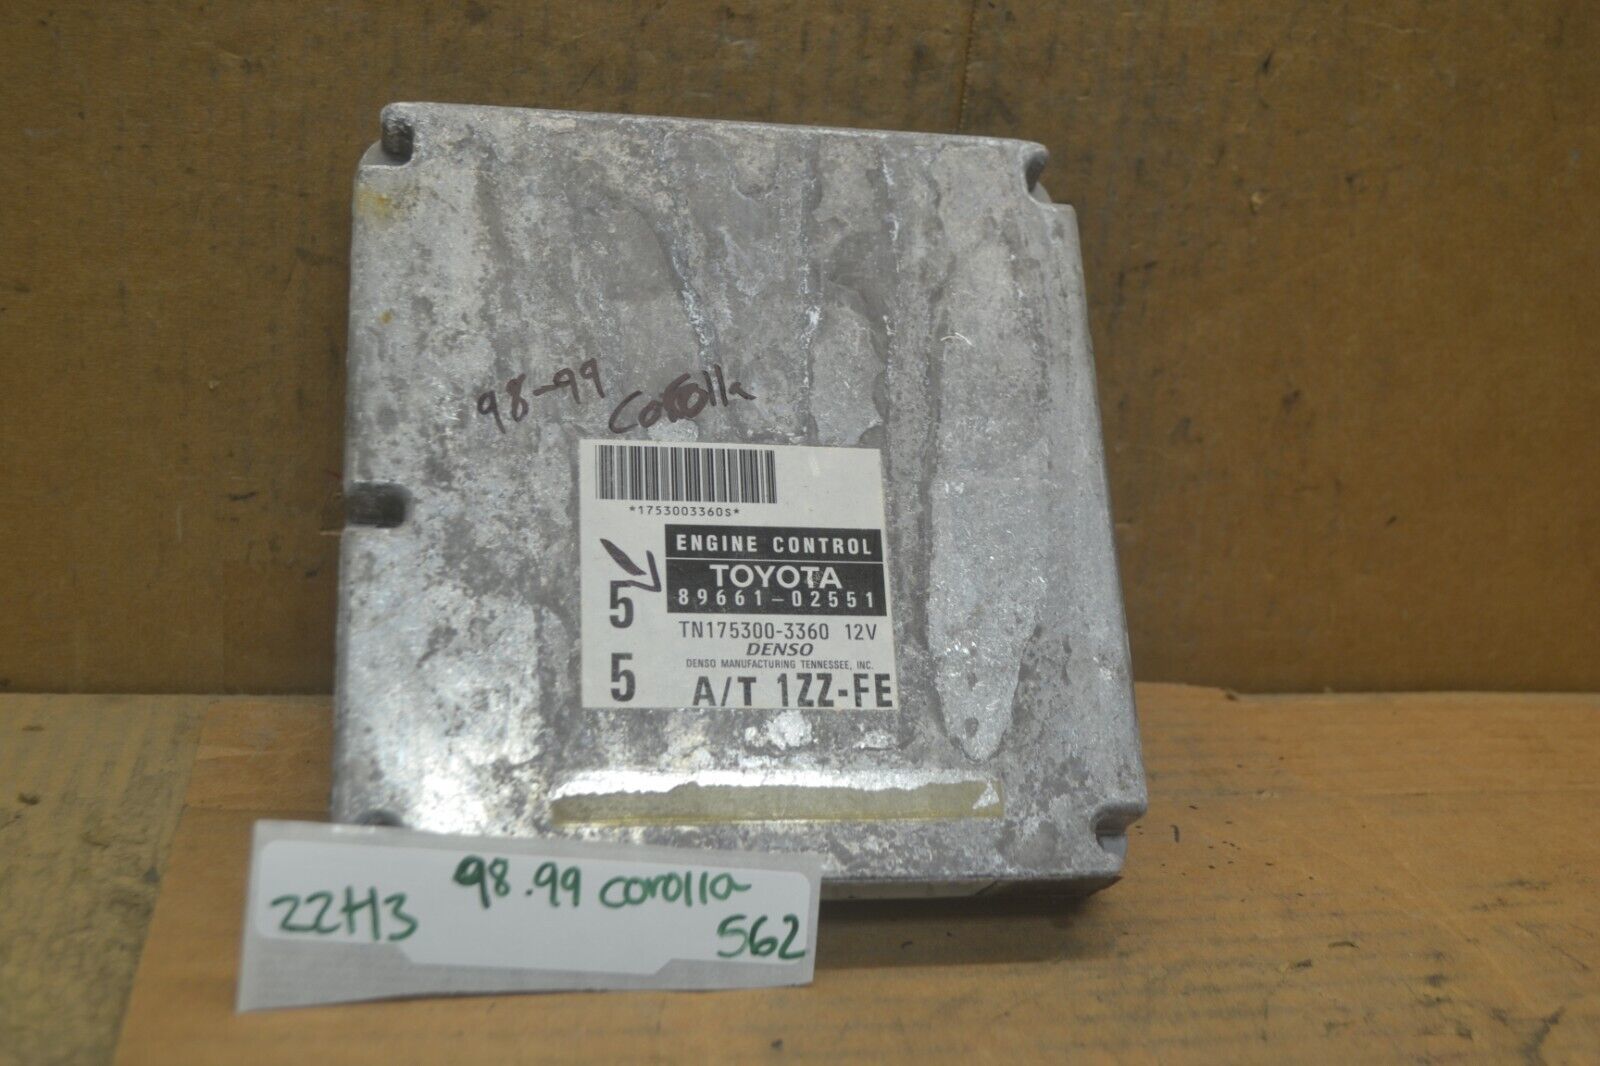 98-99 Corolla
*1753003360S*
ENGINE CONTROL
TOYOTA
89661-02551
5
TN175300-3360 12V
DENSO
DENSO MANUFACTURING TENNESSEE, INC.
5
A/T 1ZZ-FE
22H3 98.99 corolla 562